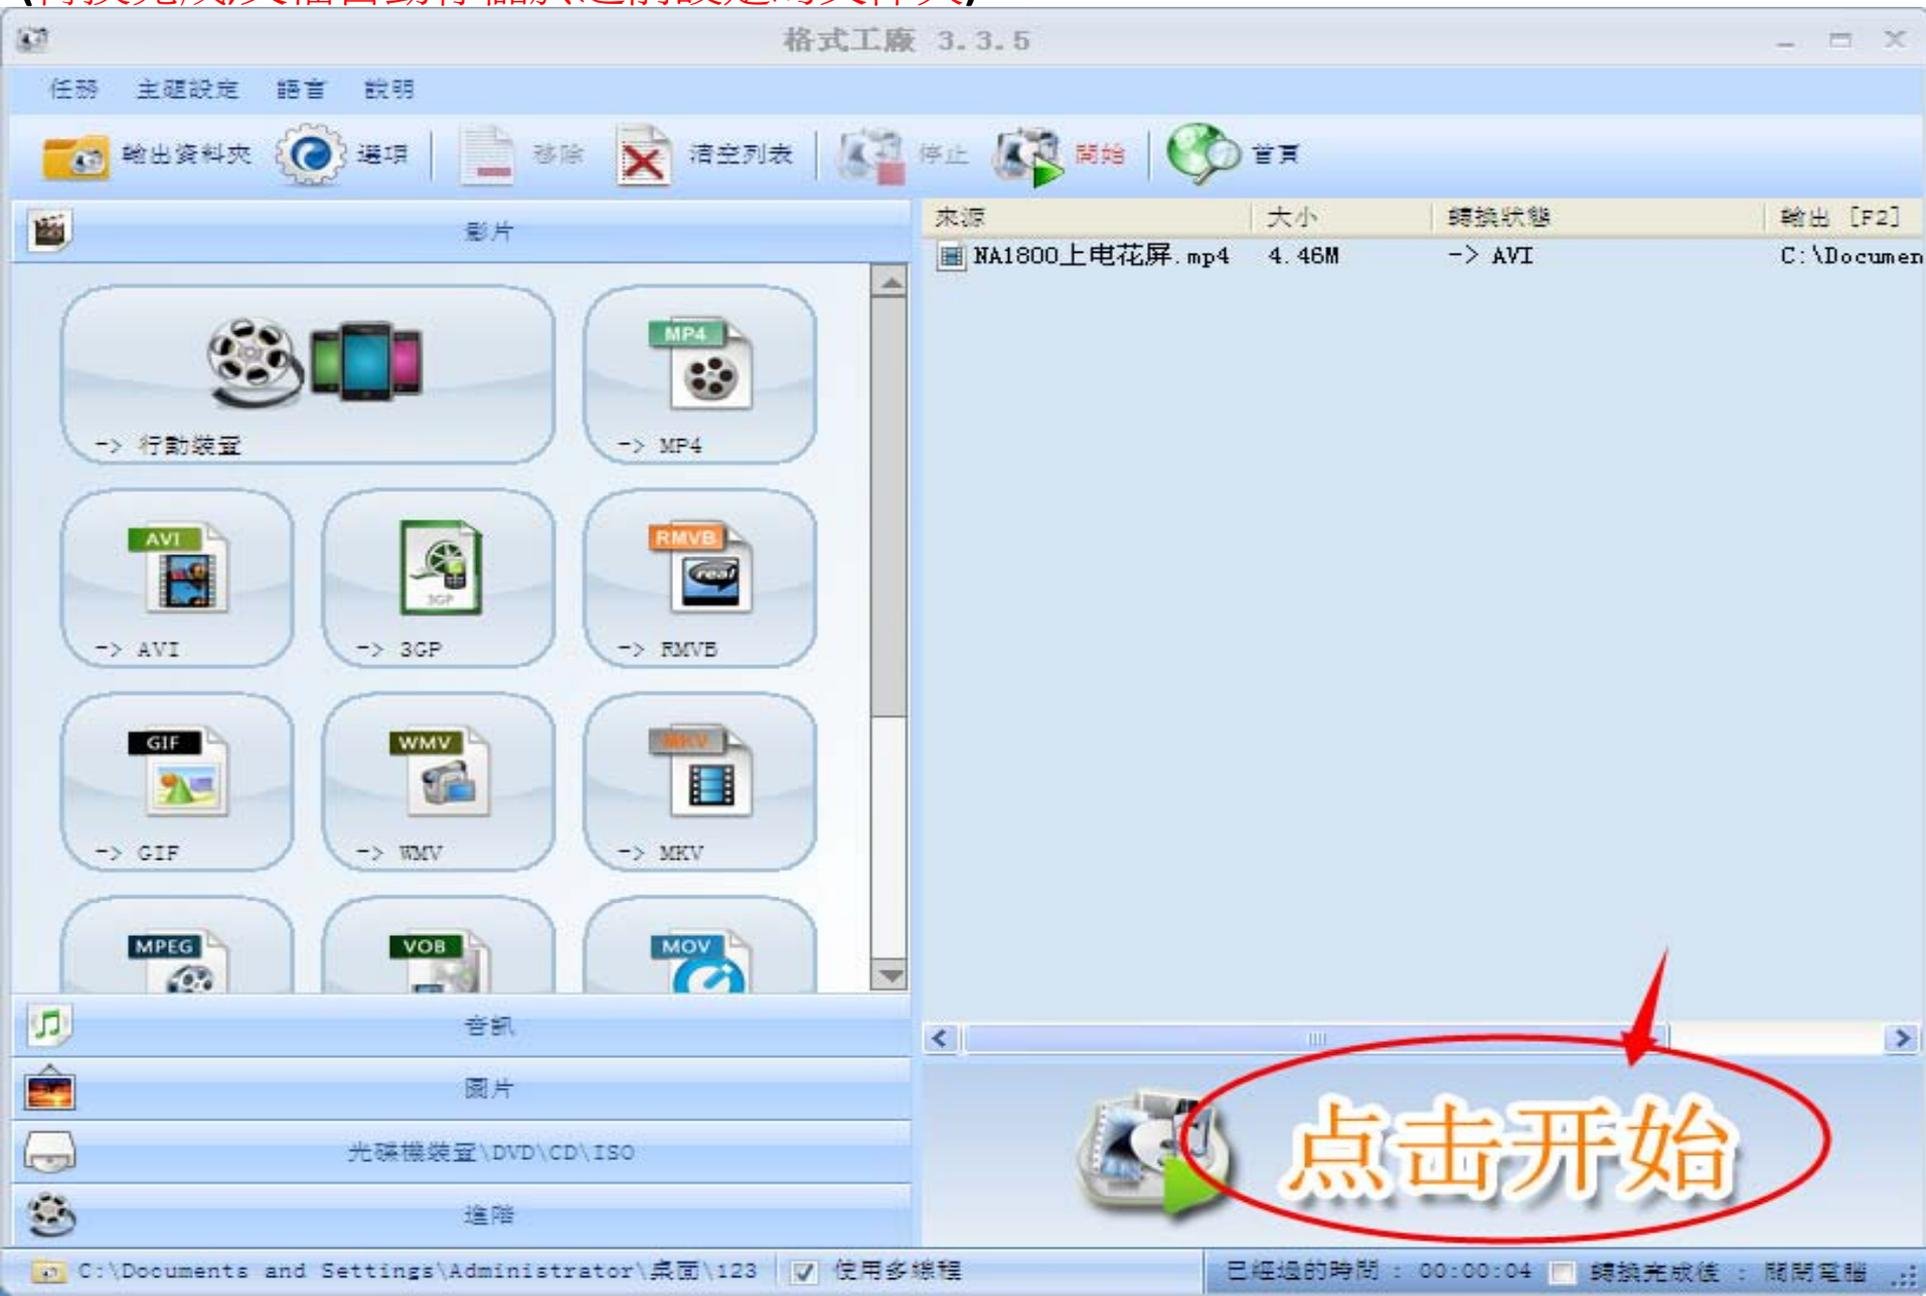 格式工廠 3.3.5
任務 主題設定 語言 說明
輸出資料夾 選項 移除 清空列表 停止 開始 首頁
影片
來源 大小 轉換狀態 輸出 [F2]
NA1800上电花屏.mp4 4.46M -> AVI C:\Documen
MP4
-> 行動裝置 -> MP4
AVI 3GP RMVB real
-> AVI -> 3GP -> RMVB
GIF WMV MKV
-> GIF -> WMV -> MKV
MPEG VOB MOV
音訊
圖片
光碟機裝置\DVD\CD\ISO
進階
点击开始
C:\Documents and Settings\Administrator\桌面\123 使用多線程 已經過的時間 : 00:00:04 轉換完成後 : 關閉電腦